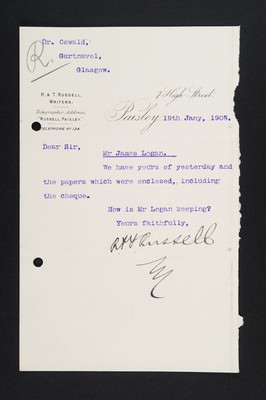 Dr. Oswald,
Gartnavel,
Glasgow.
R.
R. & T. RUSSELL,
WRITERS.
Telegraphic Address,
"RUSSELL, PAISLEY."
TELEPHONE No 124
7 High Street,
Paisley 19th Jany, 1905.
Dear Sir,
Mr James Logan.
We have yours of yesterday and
the papers which were enclosed, including
the cheque.
How is Mr Logan keeping?
Yours faithfully,
R & T Russell